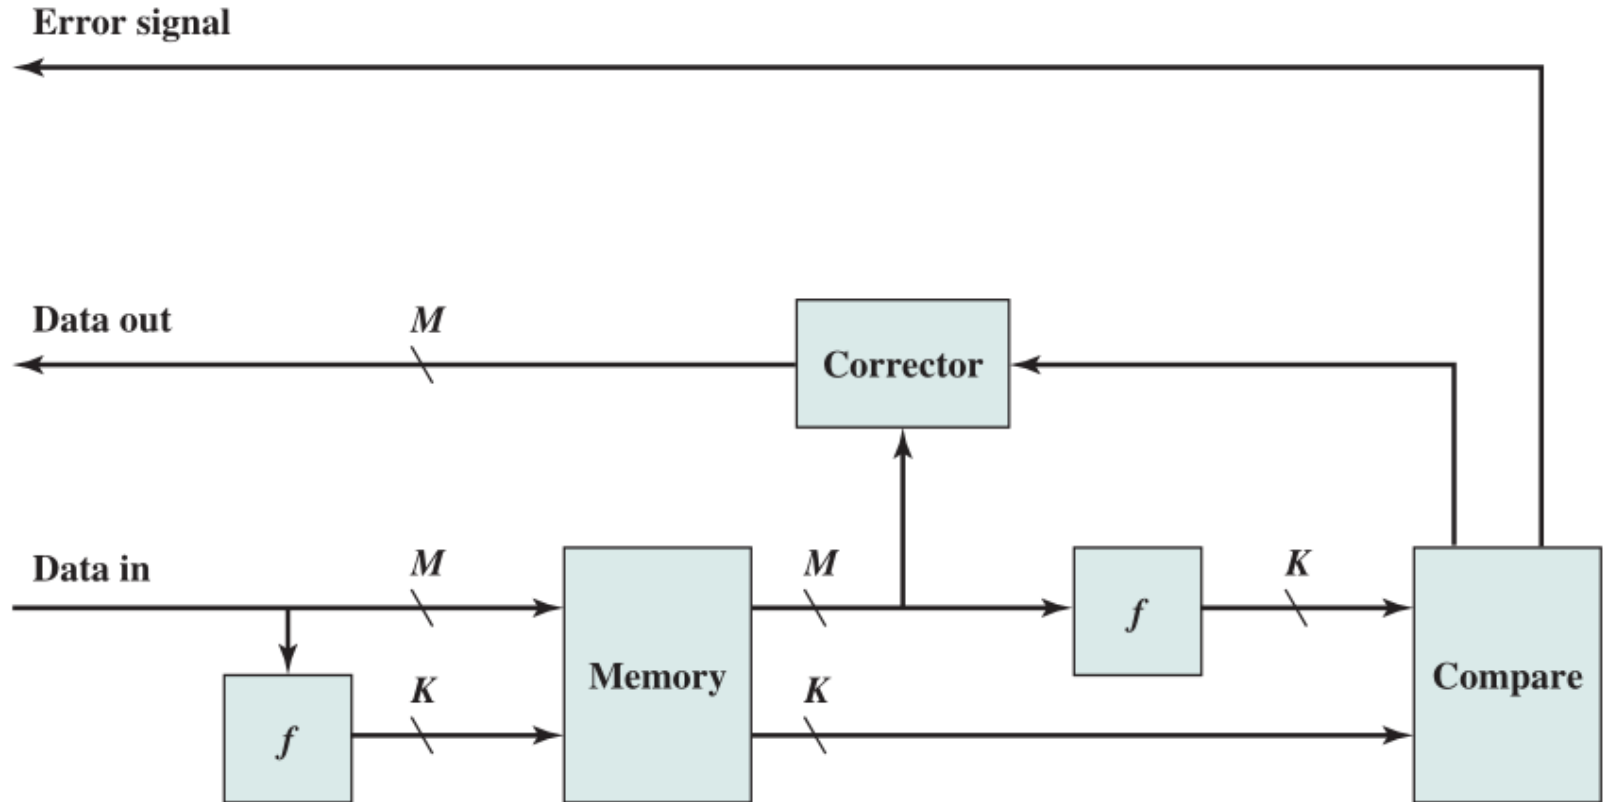 Error signal
Data out
M
Corrector
Data in
M
M
f
K
Memory
Compare
K
K
f